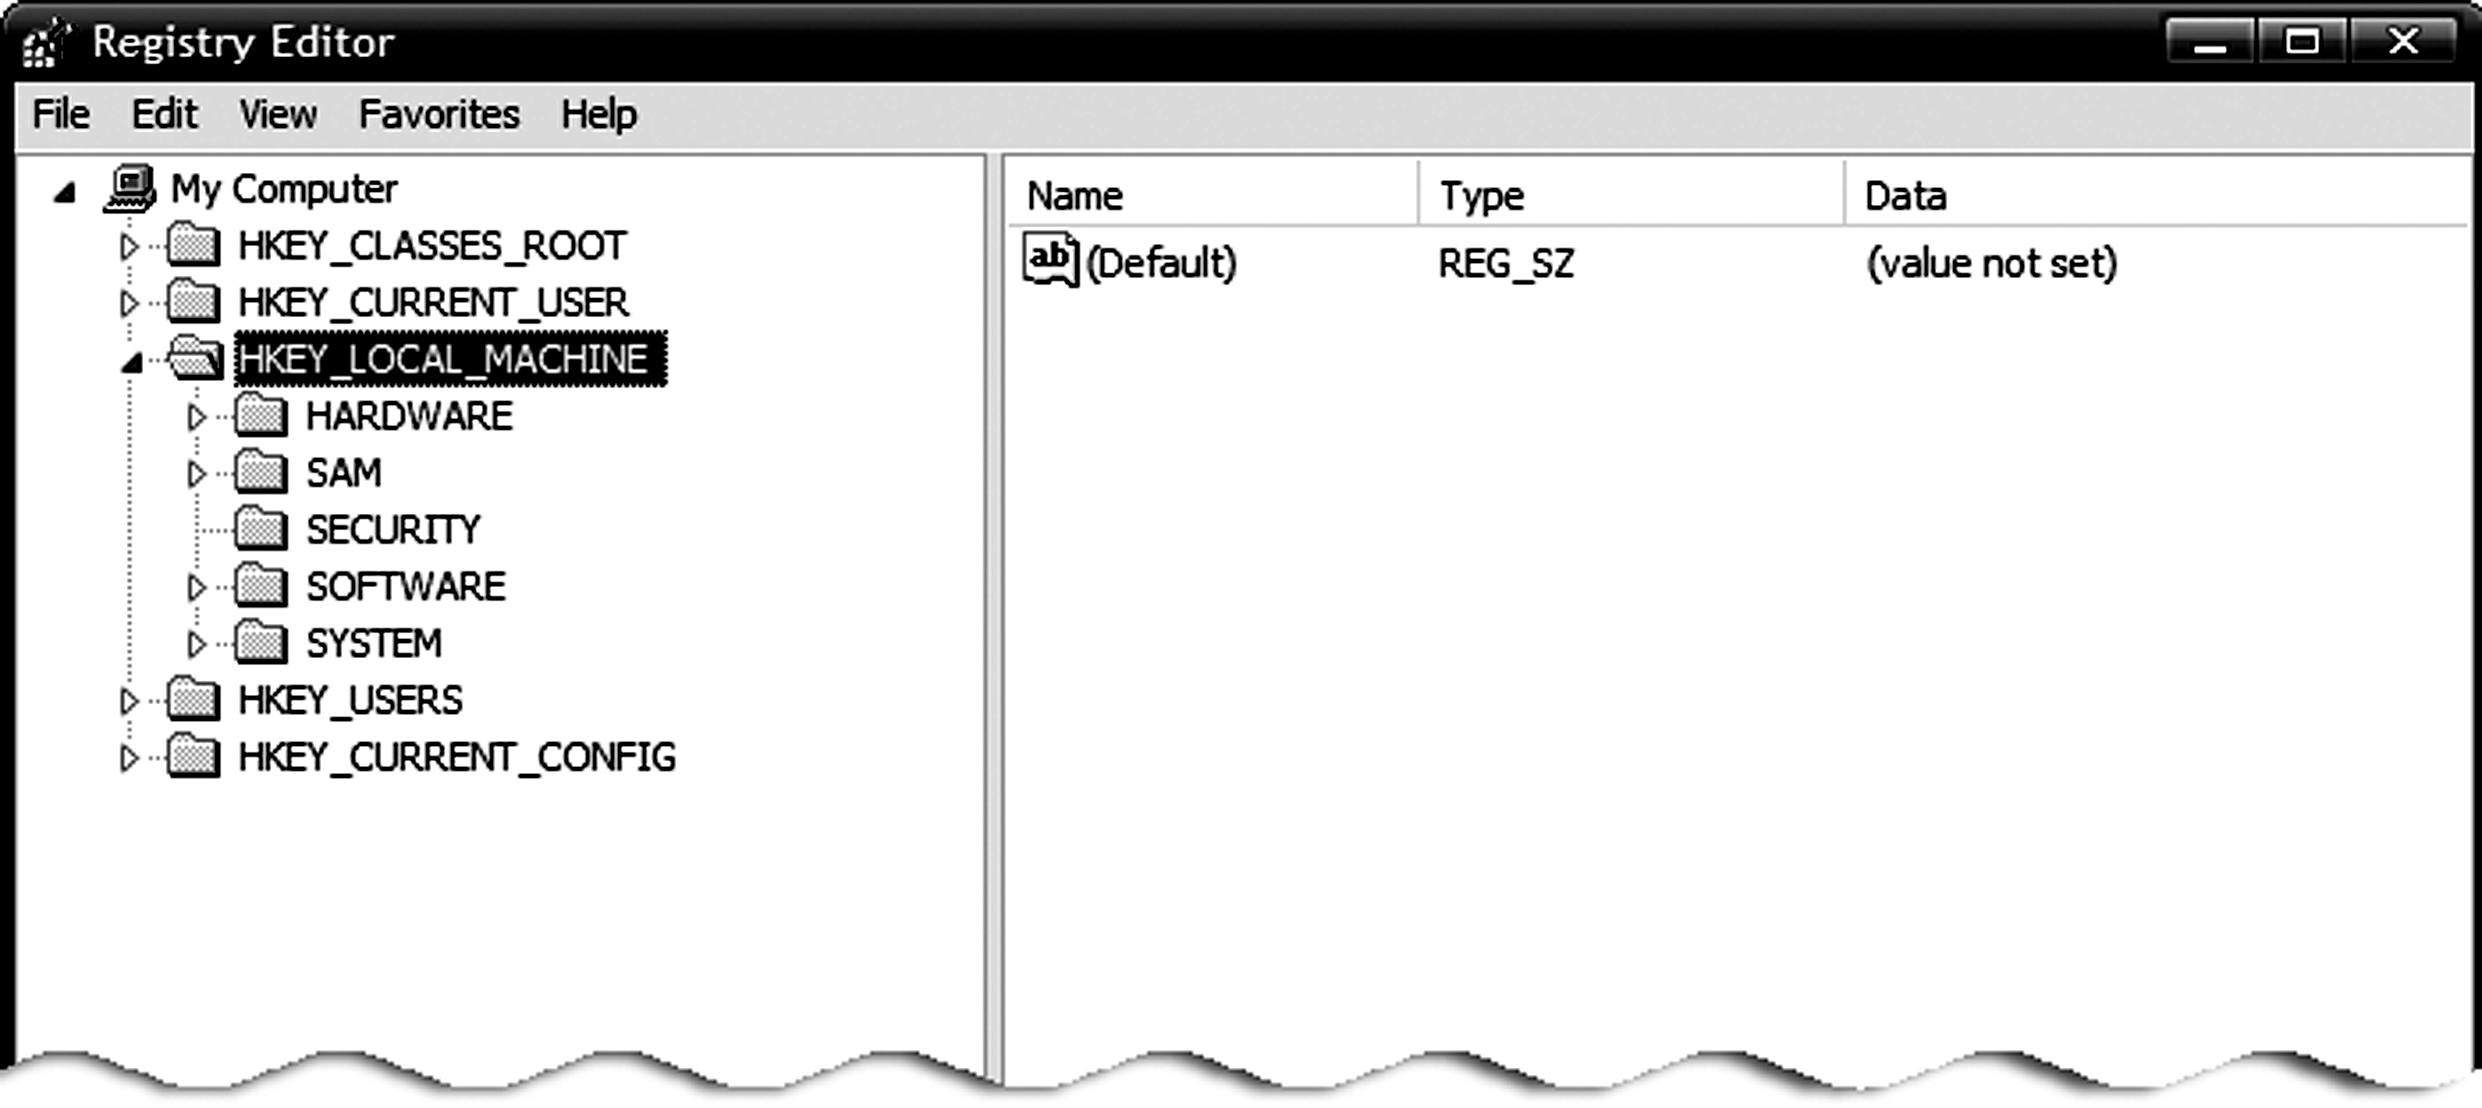 Registry Editor
File Edit View Favorites Help
My Computer
HKEY_CLASSES_ROOT
HKEY_CURRENT_USER
HKEY_LOCAL_MACHINE
HARDWARE
SAM
SECURITY
SOFTWARE
SYSTEM
HKEY_USERS
HKEY_CURRENT_CONFIG
Name Type Data
ab (Default) REG_SZ (value not set)